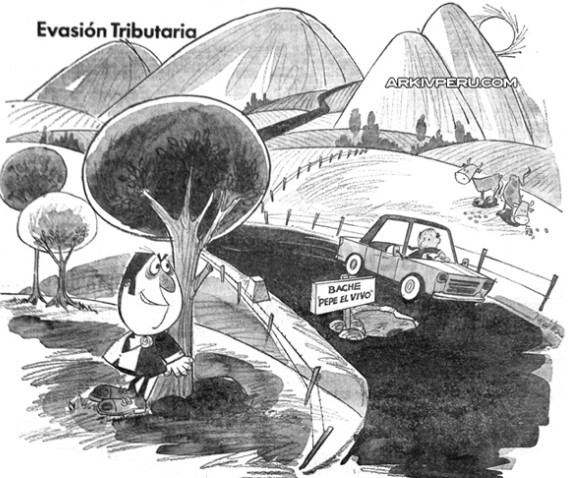 Evasión Tributaria
ARKIVPERU.COM
BACHE
"PEPE EL VIVO"